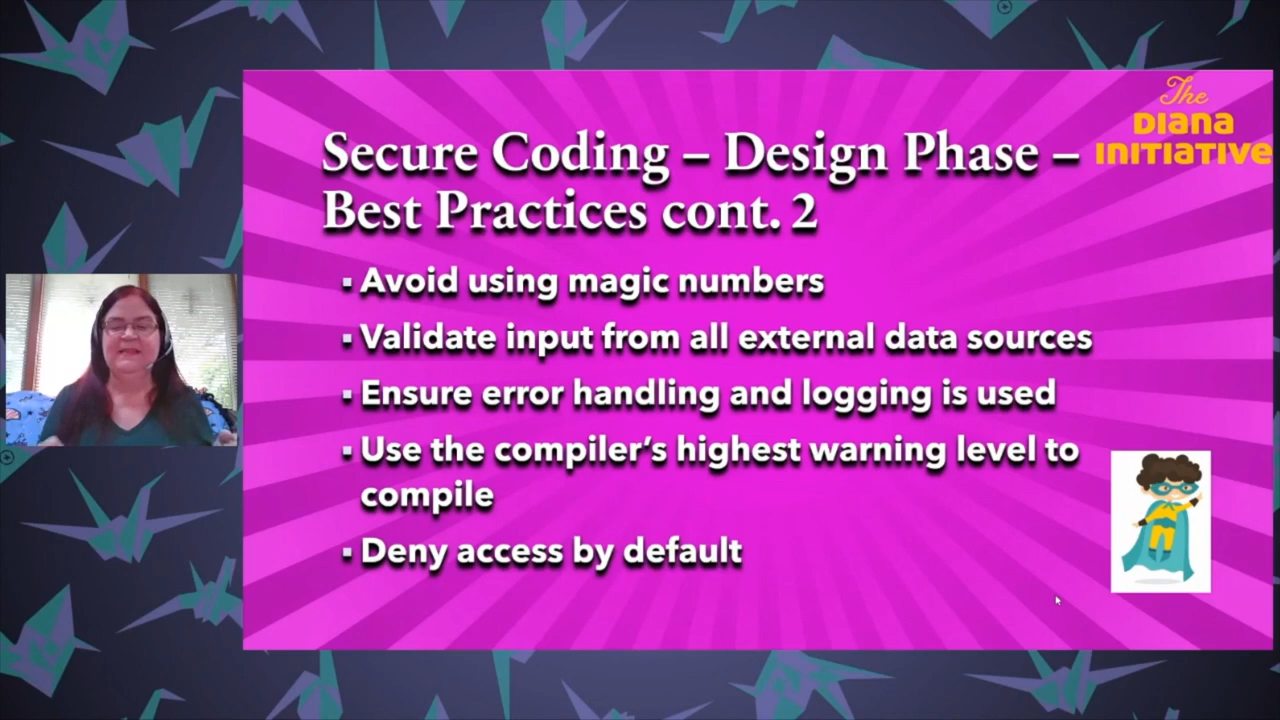 The
DIANA
INITIATIVE
Secure Coding – Design Phase –
Best Practices cont. 2
▪ Avoid using magic numbers
▪ Validate input from all external data sources
▪ Ensure error handling and logging is used
▪ Use the compiler’s highest warning level to
compile
▪ Deny access by default